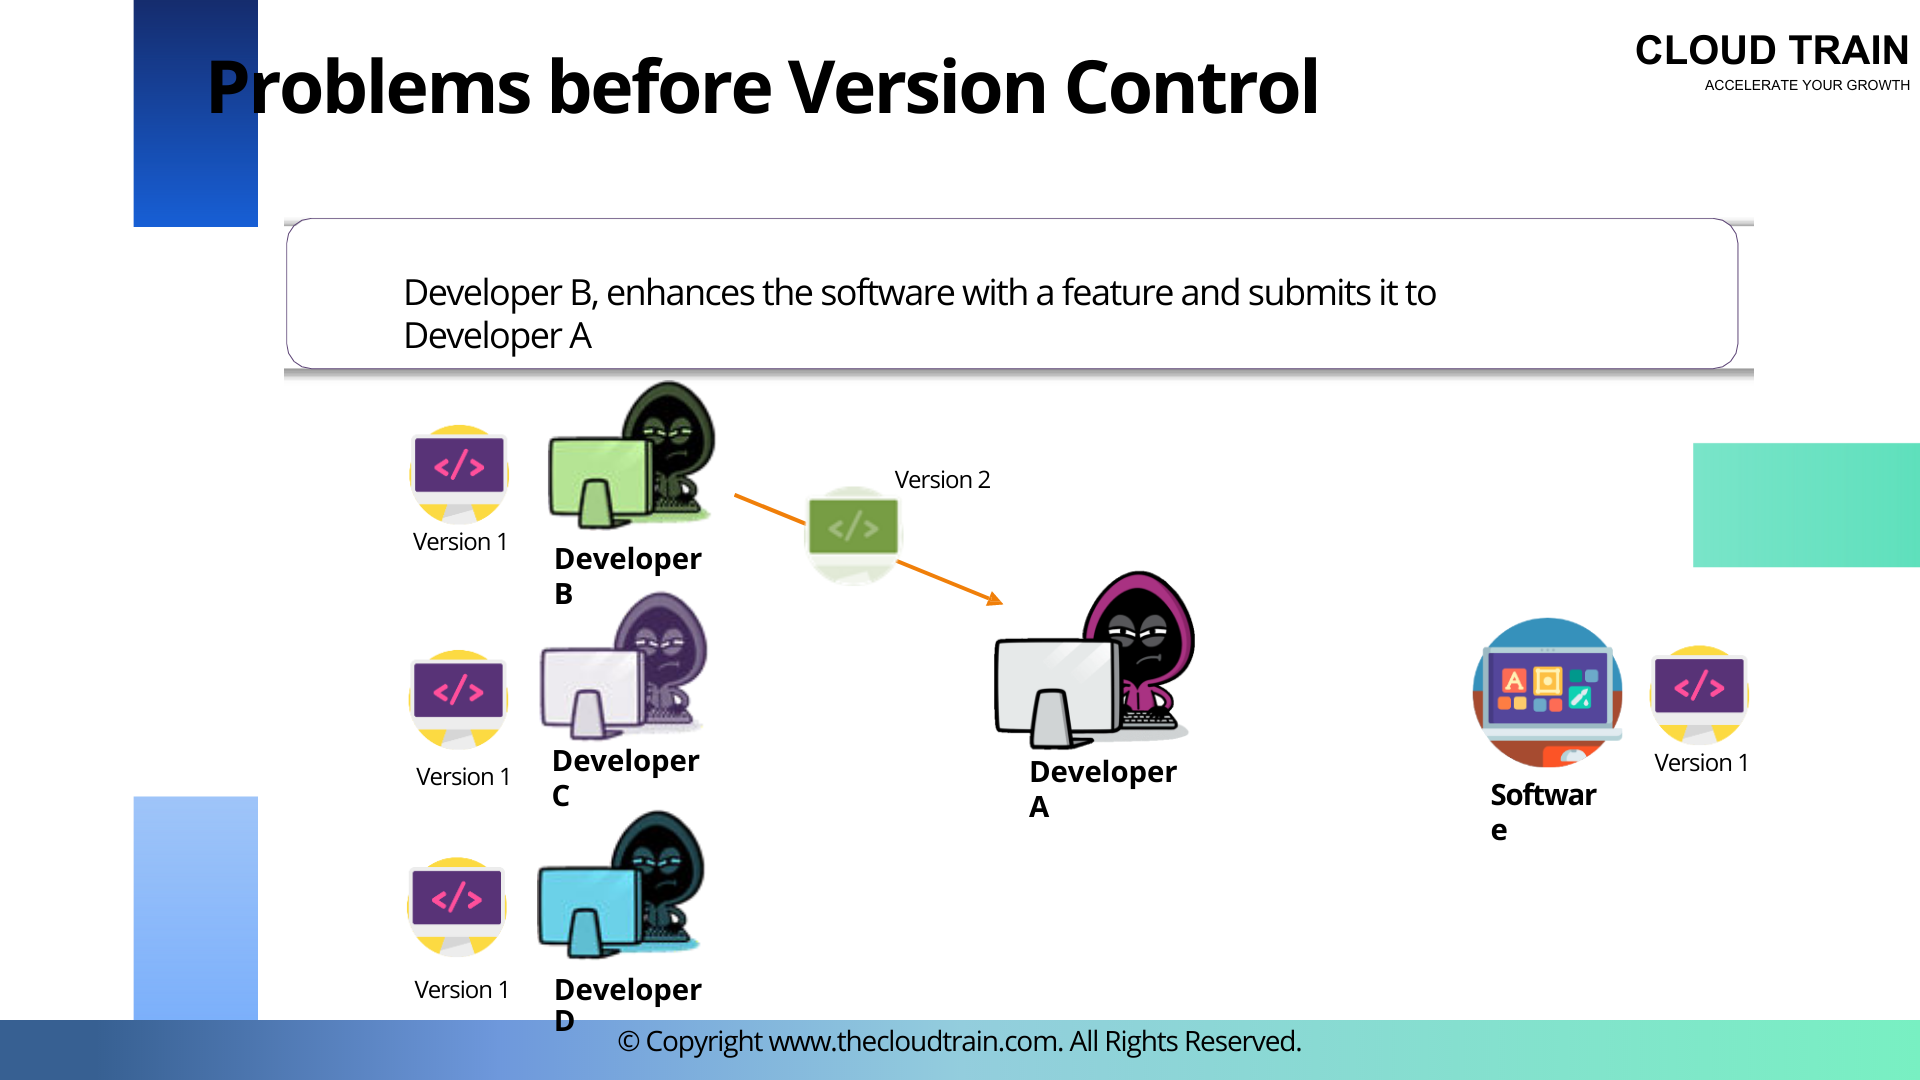 Problems before Version Control
CLOUD TRAIN
ACCELERATE YOUR GROWTH
Developer B, enhances the software with a feature and submits it to
Developer A
</>
Version 1
Developer
B
</>
Version 2
</>
Version 1
Developer
C
Developer
A
A
Softwar
e
</>
Version 1
</>
Version 1
Developer
D
© Copyright www.thecloudtrain.com. All Rights Reserved.